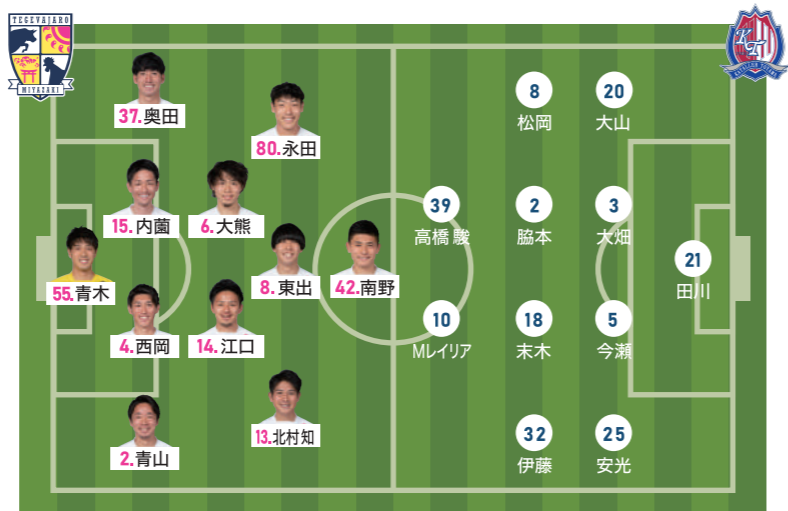 TEGEVAJARO
MIYAZAKI
KT
37.奥田
80.永田
15.内薗
6.大熊
55.青木
8.東出
42.南野
4.西岡
14.江口
13.北村知
2.青山
8
松岡
20
大山
39
高橋 駿
2
脇本
3
大畑
21
田川
10
Mレイリア
18
末木
5
今瀬
32
伊藤
25
安光